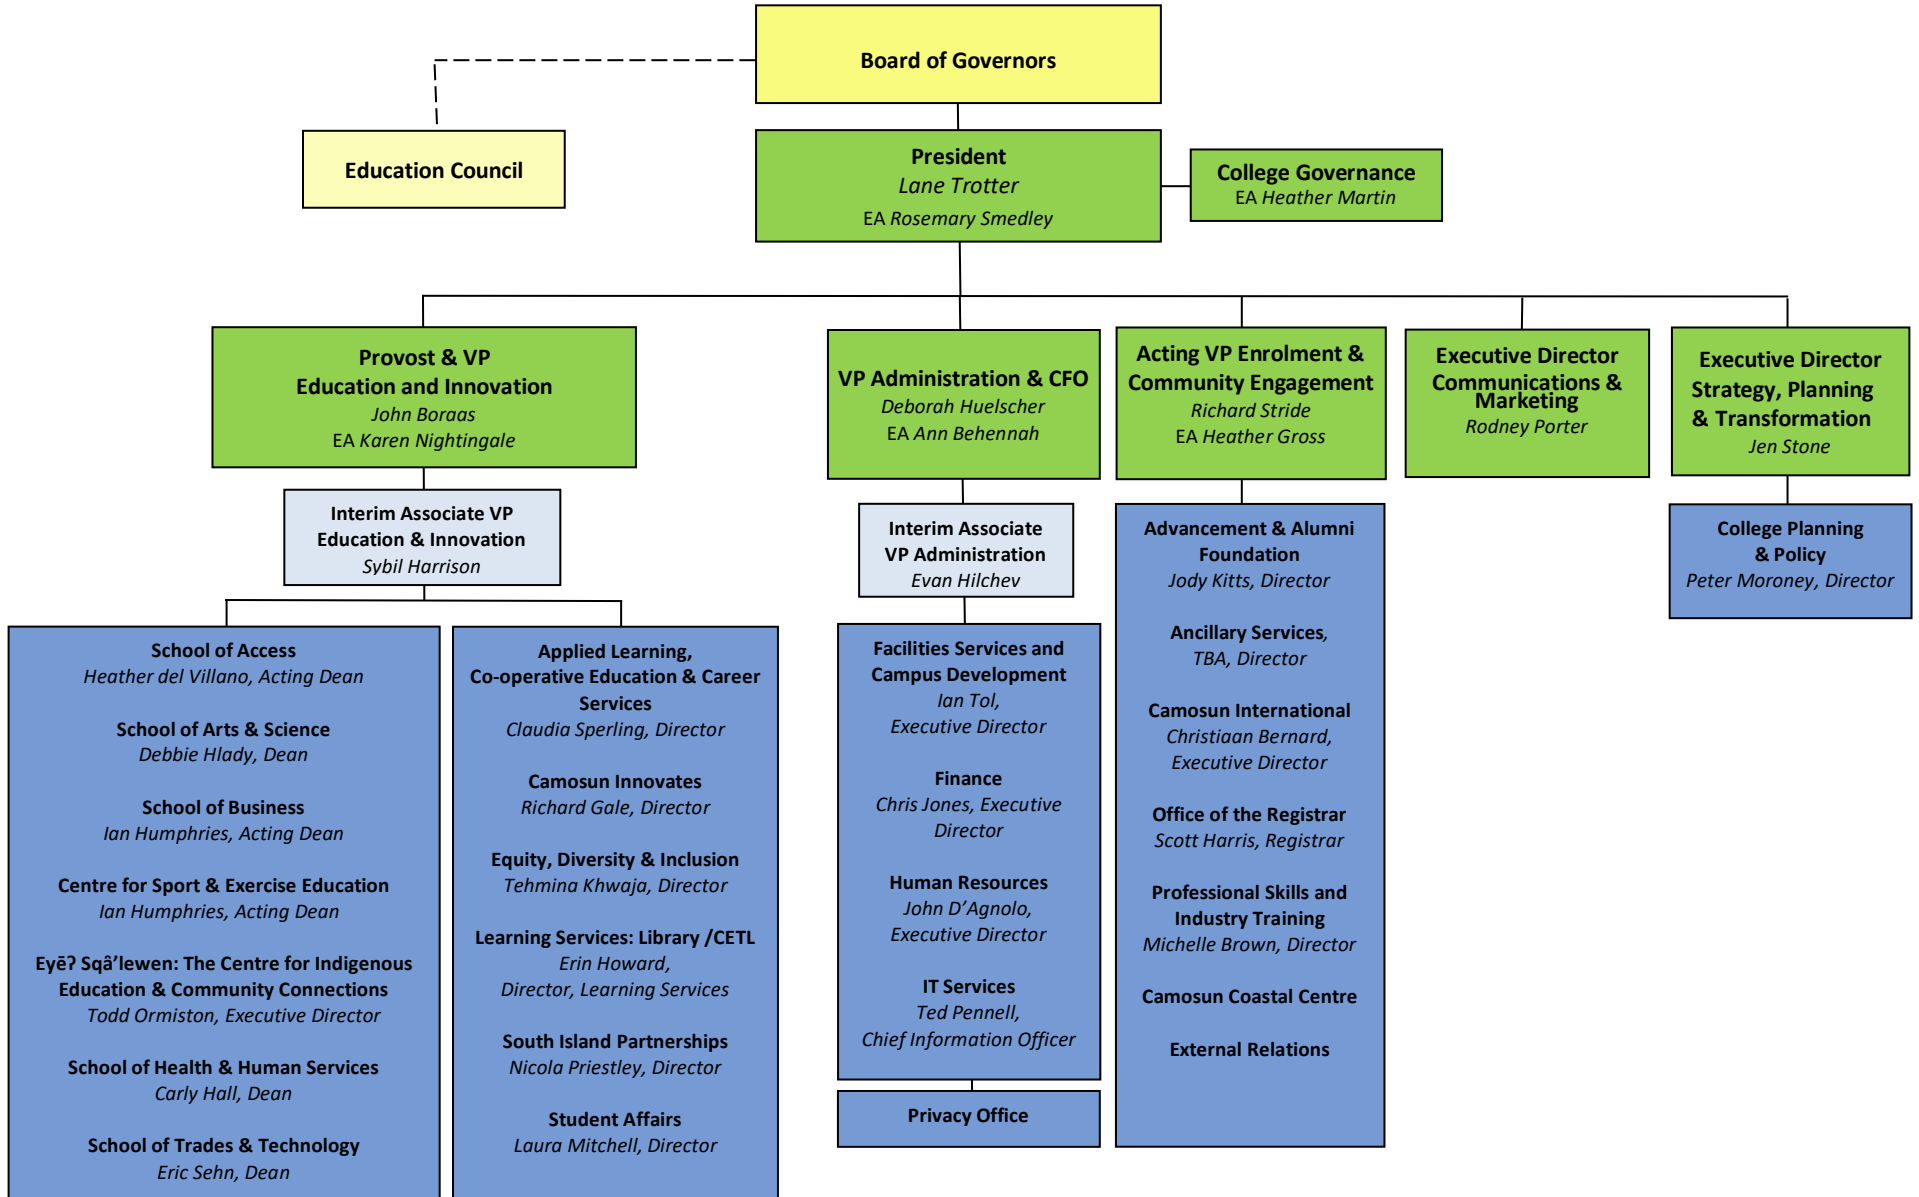 Board of Governors
Education Council
President
Lane Trotter
EA Rosemary Smedley
College Governance
EA Heather Martin
Provost & VP
Education and Innovation
John Boraas
EA Karen Nightingale
VP Administration & CFO
Deborah Huelscher
EA Ann Behennah
Acting VP Enrolment &
Community Engagement
Richard Stride
EA Heather Gross
Executive Director
Communications &
Marketing
Rodney Porter
Executive Director
Strategy, Planning
& Transformation
Jen Stone
Interim Associate VP
Education & Innovation
Sybil Harrison
Interim Associate
VP Administration
Evan Hilchey
College Planning
& Policy
Peter Moroney, Director
School of Access
Heather del Villano, Acting Dean
School of Arts & Science
Debbie Hlady, Dean
School of Business
Ian Humphries, Acting Dean
Centre for Sport & Exercise Education
Ian Humphries, Acting Dean
Eyēʔ Sqȃ’lewen: The Centre for Indigenous
Education & Community Connections
Todd Ormiston, Executive Director
School of Health & Human Services
Carly Hall, Dean
School of Trades & Technology
Eric Sehn, Dean
Applied Learning,
Co-operative Education & Career
Services
Claudia Sperling, Director
Camosun Innovates
Richard Gale, Director
Equity, Diversity & Inclusion
Tehmina Khwaja, Director
Learning Services: Library /CETL
Erin Howard,
Director, Learning Services
South Island Partnerships
Nicola Priestley, Director
Student Affairs
Laura Mitchell, Director
Facilities Services and
Campus Development
Ian Tol,
Executive Director
Finance
Chris Jones, Executive
Director
Human Resources
John D’Agnolo,
Executive Director
IT Services
Ted Pennell,
Chief Information Officer
Privacy Office
Advancement & Alumni
Foundation
Jody Kitts, Director
Ancillary Services,
TBA, Director
Camosun International
Christiaan Bernard,
Executive Director
Office of the Registrar
Scott Harris, Registrar
Professional Skills and
Industry Training
Michelle Brown, Director
Camosun Coastal Centre
External Relations